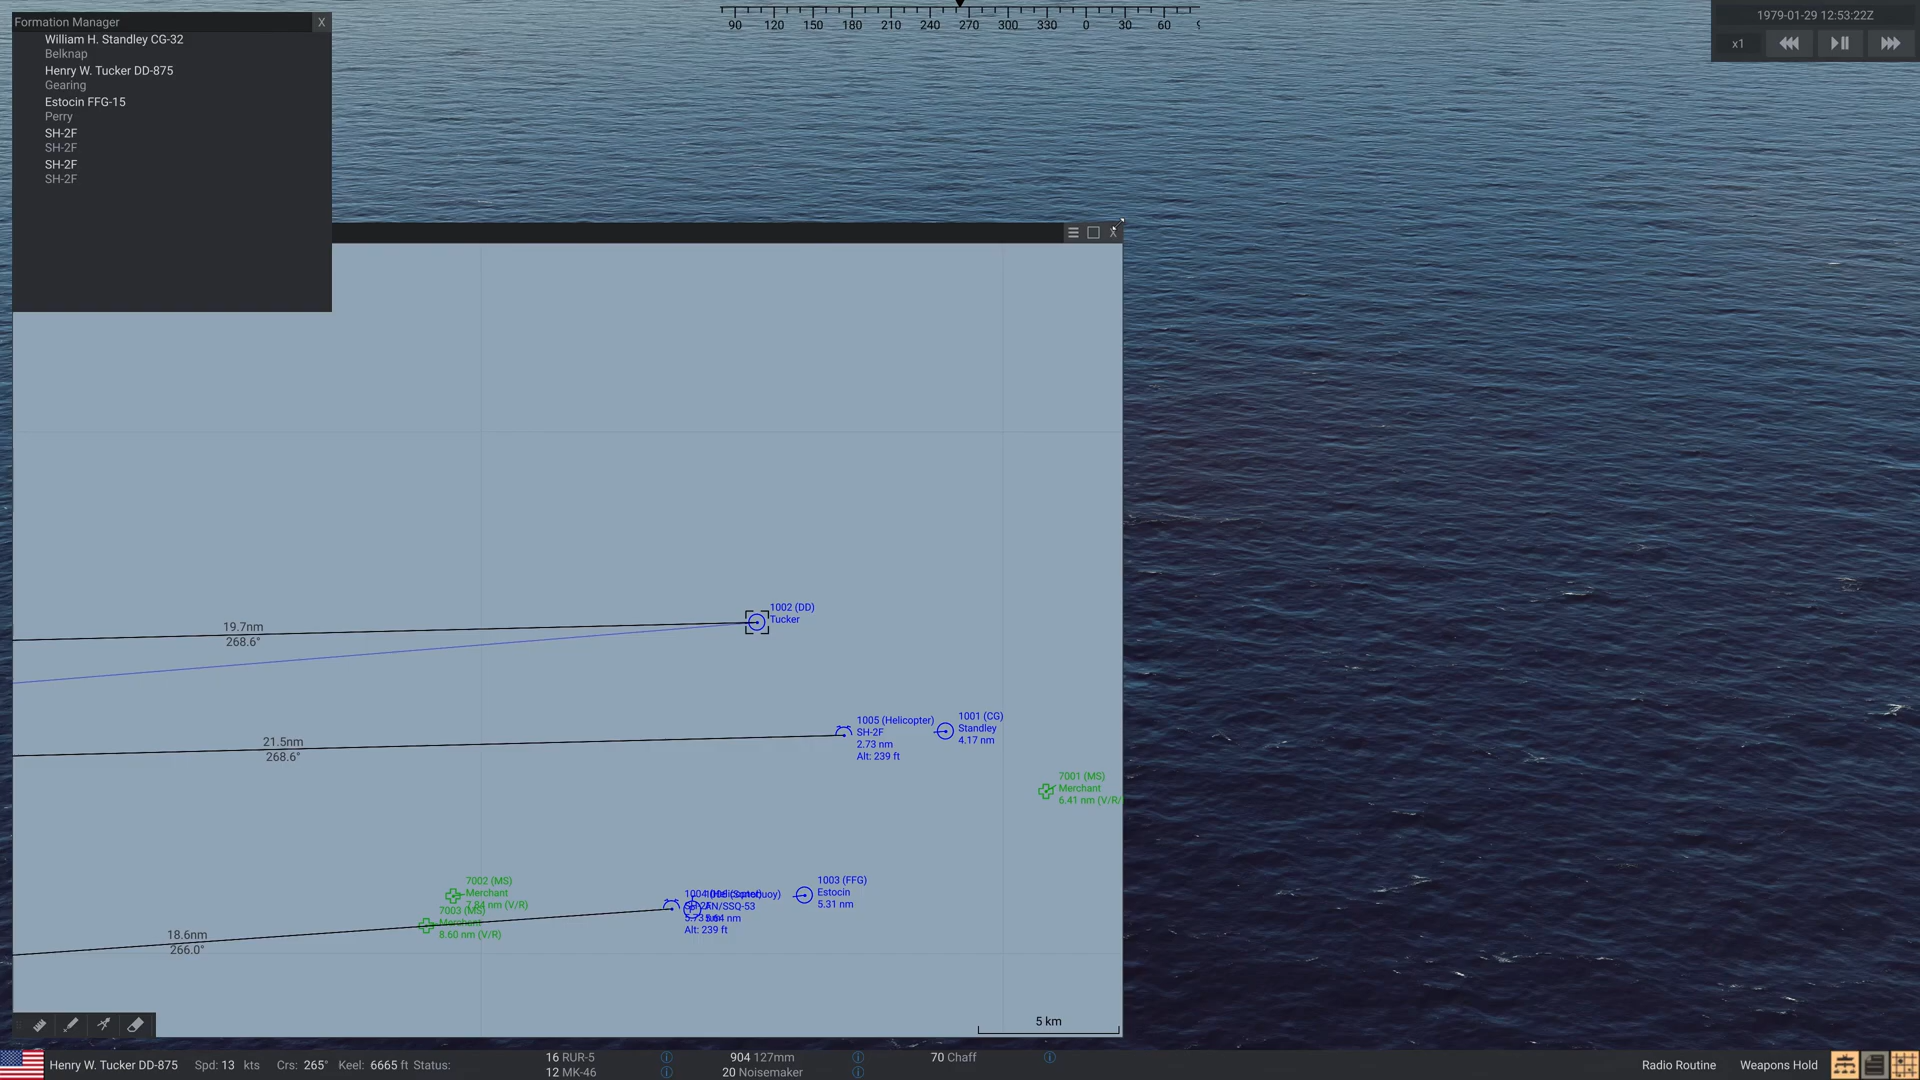 Formation Manager X
William H. Standley CG-32
Belknap
Henry W. Tucker DD-875
Gearing
Estocin FFG-15
Perry
SH-2F
SH-2F
SH-2F
SH-2F
90 120 150 180 210 240 270 300 330 0 30 60
1979-01-29 12:53:22Z
x1
X
1002 (DD)
Tucker
19.7nm
268.6°
1005 (Helicopter)
SH-2F
2.73 nm
Alt: 239 ft
1001 (CG)
Standley
4.17 nm
21.5nm
268.6°
7001 (MS)
Merchant
6.41 nm (V/R/
7002 (MS)
Merchant
7.84 nm (V/R)
7003 (MS)
Merchant
8.60 nm (V/R)
AN/SSQ-53
Alt: 239 ft
1003 (FFG)
Estocin
5.31 nm
18.6nm
266.0°
5 km
Henry W. Tucker DD-875 Spd: 13 kts Crs: 265° Keel: 6665 ft Status:
16 RUR-5
12 MK-46
904 127mm
20 Noisemaker
70 Chaff
Radio Routine
Weapons Hold